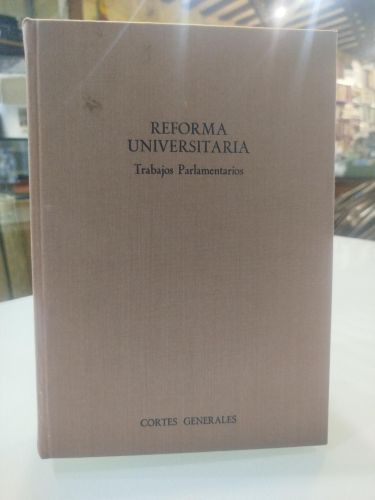 REFORMA
UNIVERSITARIA
Trabajos Parlamentarios
CORTES GENERALES